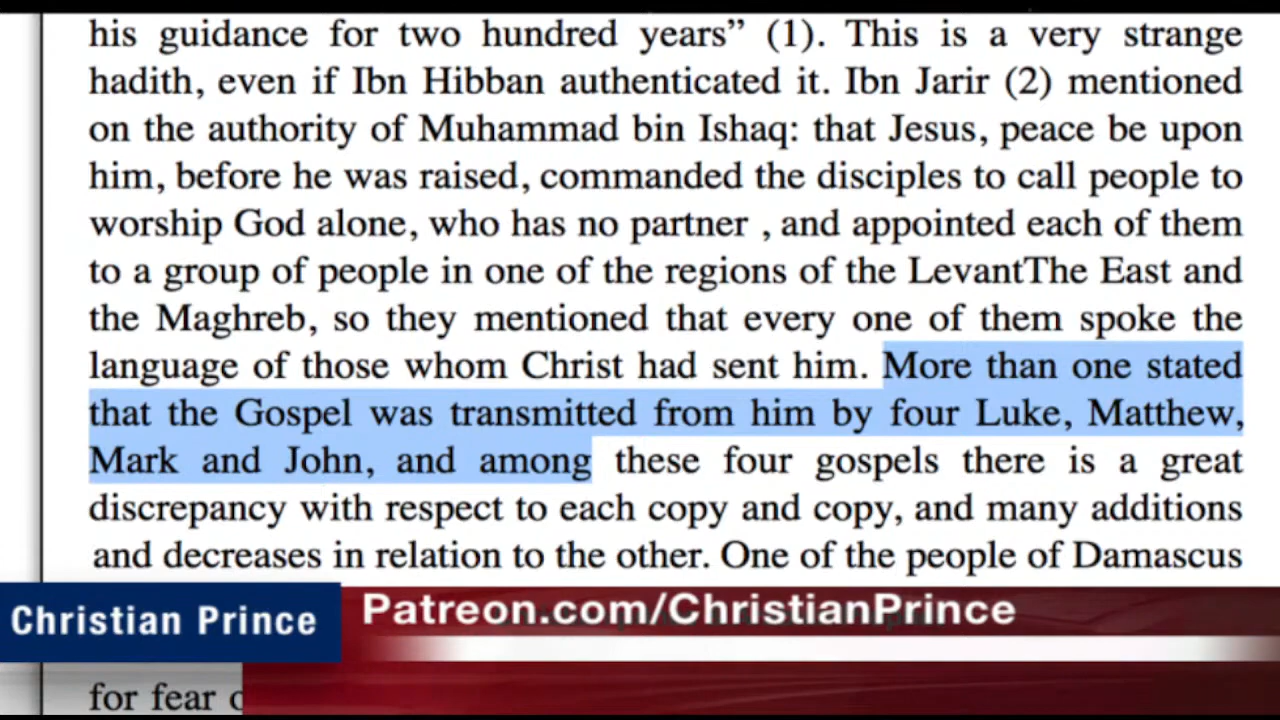 his guidance for two hundred years” (1). This is a very strange
hadith, even if Ibn Hibban authenticated it. Ibn Jarir (2) mentioned
on the authority of Muhammad bin Ishaq: that Jesus, peace be upon
him, before he was raised, commanded the disciples to call people to
worship God alone, who has no partner , and appointed each of them
to a group of people in one of the regions of the LevantThe East and
the Maghreb, so they mentioned that every one of them spoke the
language of those whom Christ had sent him. More than one stated
that the Gospel was transmitted from him by four Luke, Matthew,
Mark and John, and among these four gospels there is a great
discrepancy with respect to each copy and copy, and many additions
and decreases in relation to the other. One of the people of Damascus
Christian Prince
Patreon.com/ChristianPrince
for fear